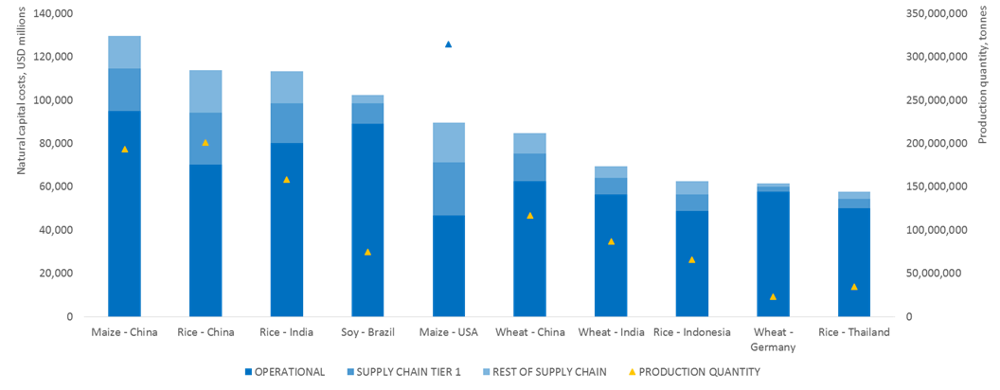 Natural capital costs, USD millions
140,000
120,000
100,000
80,000
60,000
40,000
20,000
0
350,000,000
300,000,000
250,000,000
200,000,000
150,000,000
100,000,000
50,000,000
0
Production quantity, tonnes
Maize - China
Rice - China
Rice - India
Soy - Brazil
Maize - USA
Wheat - China
Wheat - India
Rice - Indonesia
Wheat -
Germany
Rice - Thailand
OPERATIONAL
SUPPLY CHAIN TIER 1
REST OF SUPPLY CHAIN
PRODUCTION QUANTITY